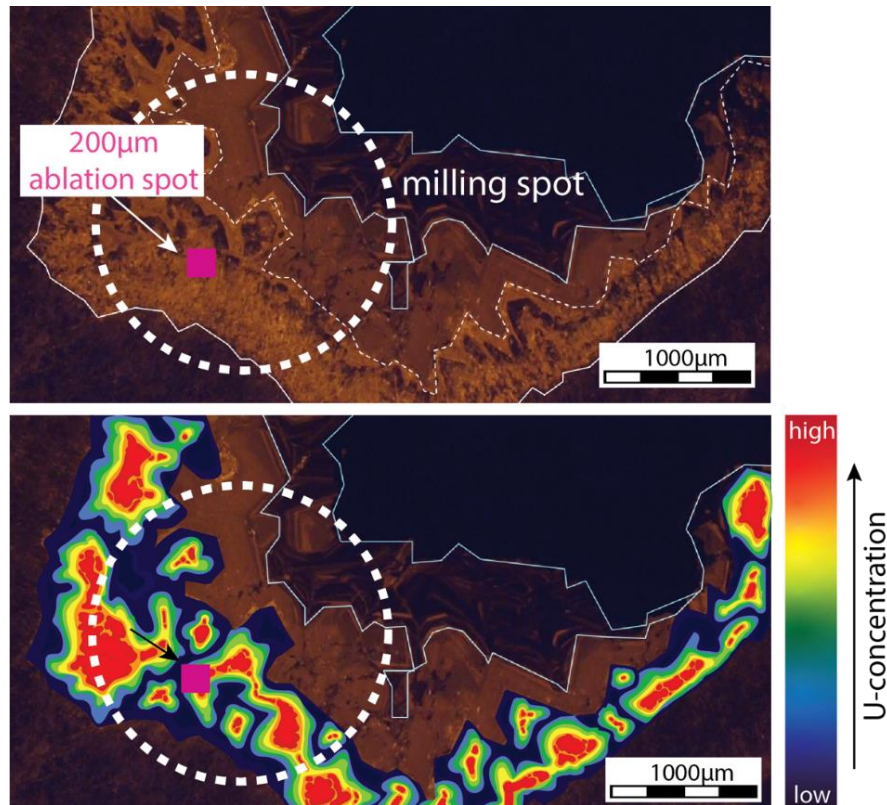 200µm
ablation spot
milling spot
1000µm
high
low
U-concentration
1000µm